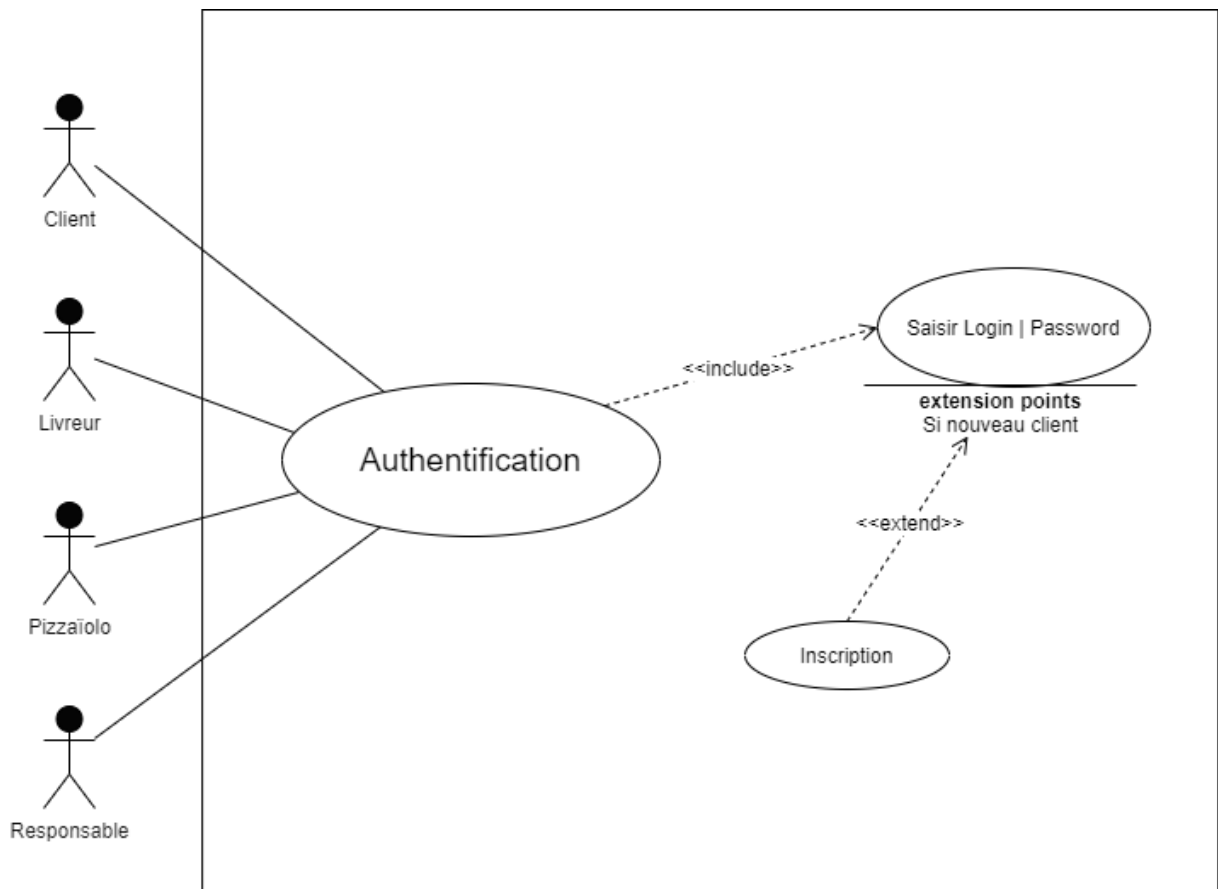 Client
Livreur
Pizzaïolo
Responsable
Authentification
<<include>>
Saisir Login | Password
extension points
Si nouveau client
<<extend>>
Inscription